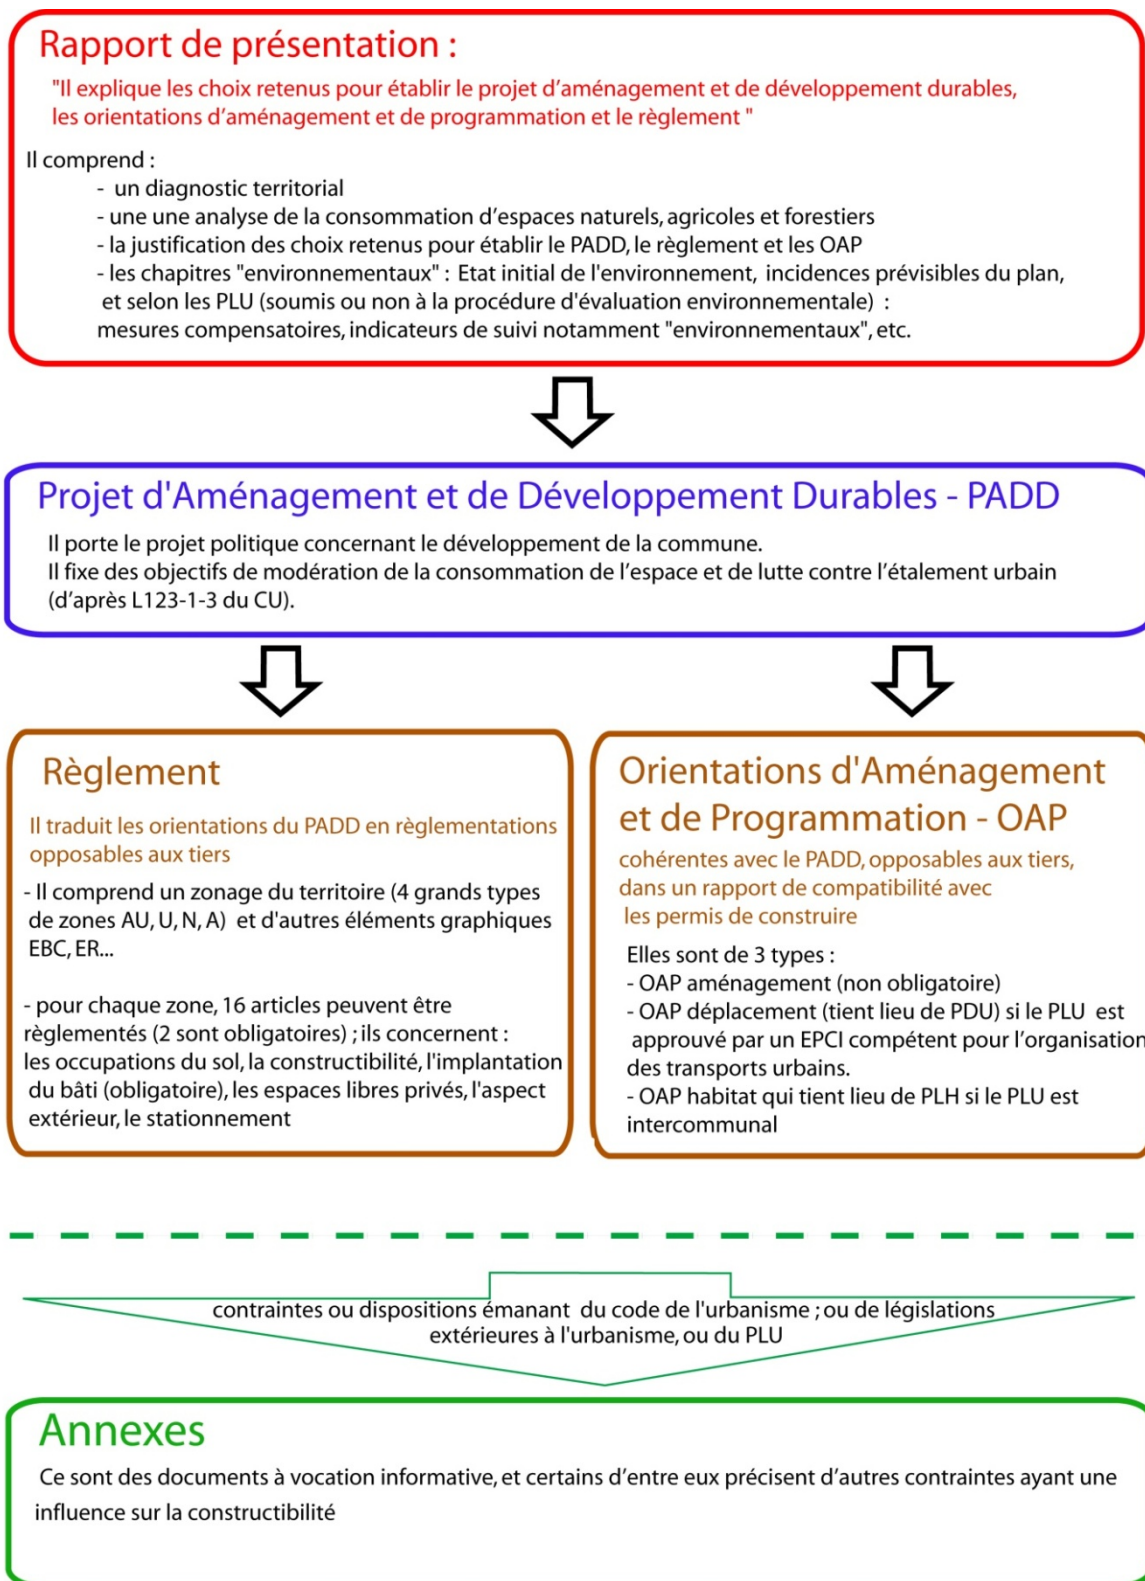 Rapport de présentation :
"Il explique les choix retenus pour établir le projet d'aménagement et de développement durables,
les orientations d'aménagement et de programmation et le règlement "
Il comprend :
- un diagnostic territorial
- une une analyse de la consommation d'espaces naturels, agricoles et forestiers
- la justification des choix retenus pour établir le PADD, le règlement et les OAP
- les chapitres "environnementaux" : Etat initial de l'environnement, incidences prévisibles du plan,
et selon les PLU (soumis ou non à la procédure d'évaluation environnementale) :
mesures compensatoires, indicateurs de suivi notamment "environnementaux", etc.
Projet d'Aménagement et de Développement Durables - PADD
Il porte le projet politique concernant le développement de la commune.
Il fixe des objectifs de modération de la consommation de l'espace et de lutte contre l'étalement urbain
(d'après L123-1-3 du CU).
Règlement
Il traduit les orientations du PADD en règlementations
opposables aux tiers
- Il comprend un zonage du territoire (4 grands types
de zones AU, U, N, A) et d'autres éléments graphiques
EBC, ER...
- pour chaque zone, 16 articles peuvent être
règlementés (2 sont obligatoires) ; ils concernent :
les occupations du sol, la constructibilité, l'implantation
du bâti (obligatoire), les espaces libres privés, l'aspect
extérieur, le stationnement
Orientations d'Aménagement
et de Programmation - OAP
cohérentes avec le PADD, opposables aux tiers,
dans un rapport de compatibilité avec
les permis de construire
Elles sont de 3 types :
- OAP aménagement (non obligatoire)
- OAP déplacement (tient lieu de PDU) si le PLU est
approuvé par un EPCI compétent pour l'organisation
des transports urbains.
- OAP habitat qui tient lieu de PLH si le PLU est
intercommunal
contraintes ou dispositions émanant du code de l'urbanisme ; ou de législations
extérieures à l'urbanisme, ou du PLU
Annexes
Ce sont des documents à vocation informative, et certains d'entre eux précisent d'autres contraintes ayant une
influence sur la constructibilité